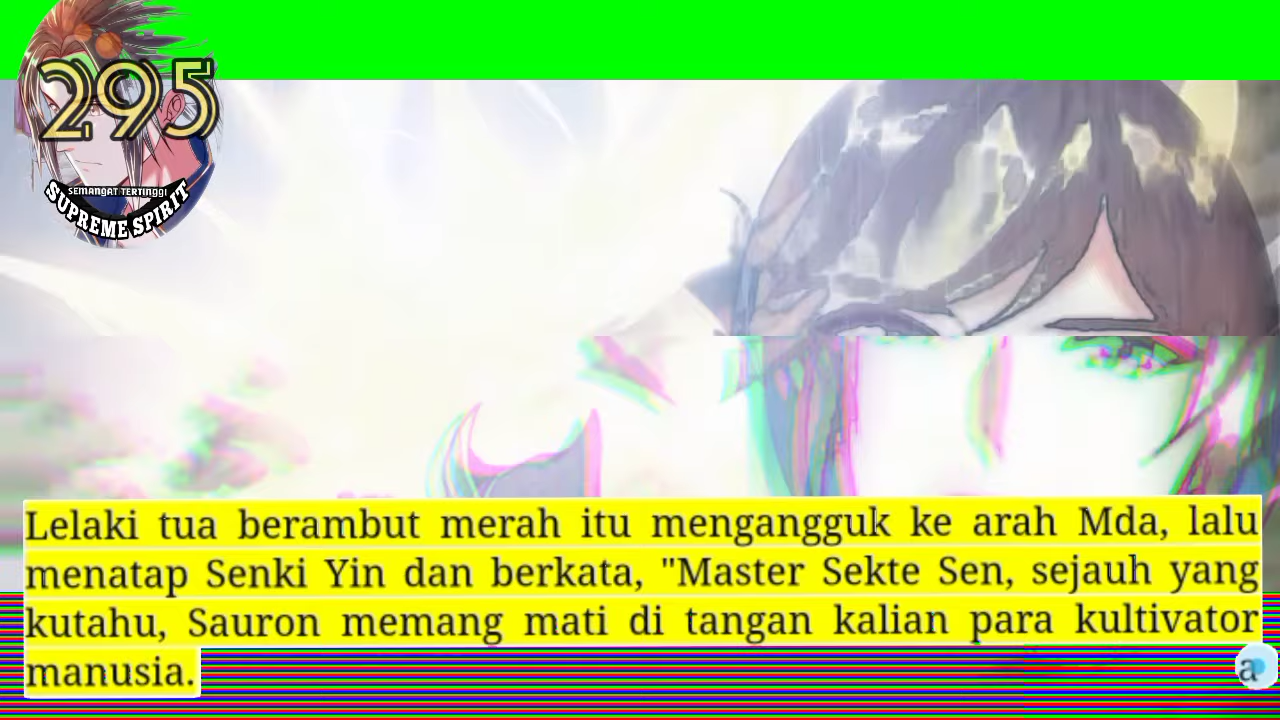 295
SEMANGAT TERTINGGI
SUPREME SPIRIT
Lelaki tua berambut merah itu mengangguk ke arah Mda, lalu
menatap Senki Yin dan berkata, "Master Sekte Sen, sejauh yang
kutahu, Sauron memang mati di tangan kalian para kultivator
manusia.
a